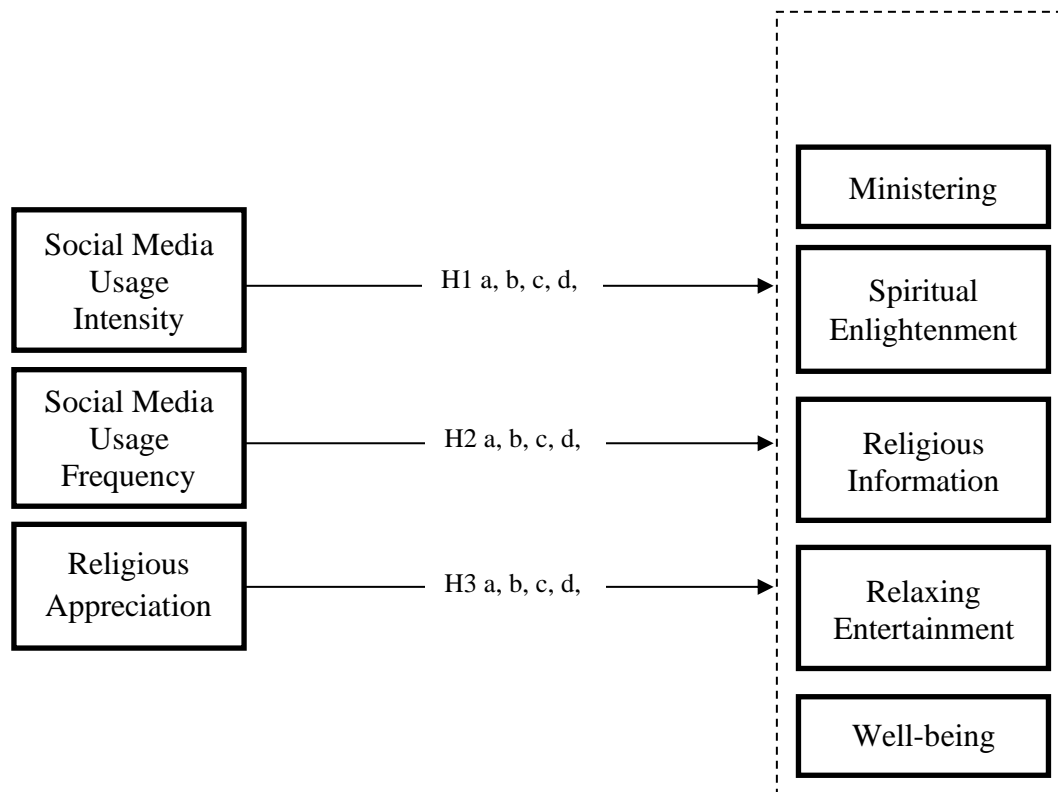 Social Media
Usage
Intensity
H1 a, b, c, d,
Social Media
Usage
Frequency
H2 a, b, c, d,
Religious
Appreciation
H3 a, b, c, d,
Ministering
Spiritual
Enlightenment
Religious
Information
Relaxing
Entertainment
Well-being